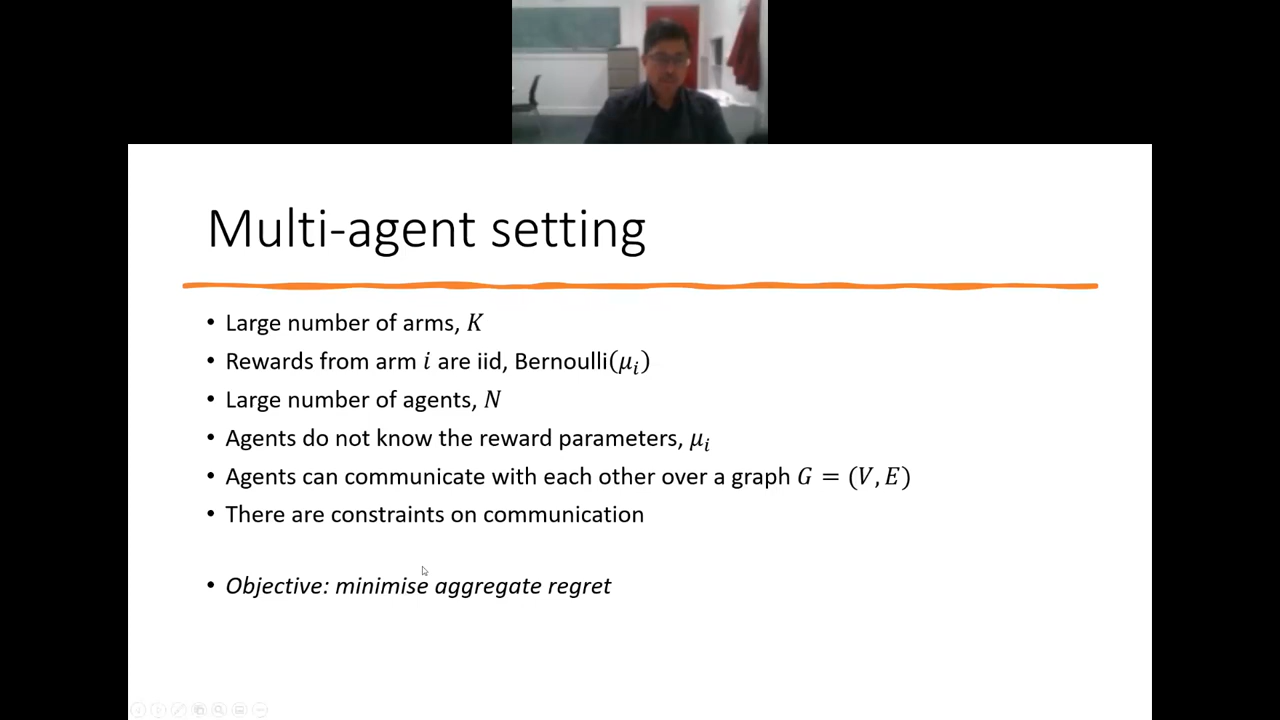 Multi-agent setting
• Large number of arms, K
• Rewards from arm i are iid, Bernoulli(μᵢ)
• Large number of agents, N
• Agents do not know the reward parameters, μᵢ
• Agents can communicate with each other over a graph G = (V, E)
• There are constraints on communication
• Objective: minimise aggregate regret